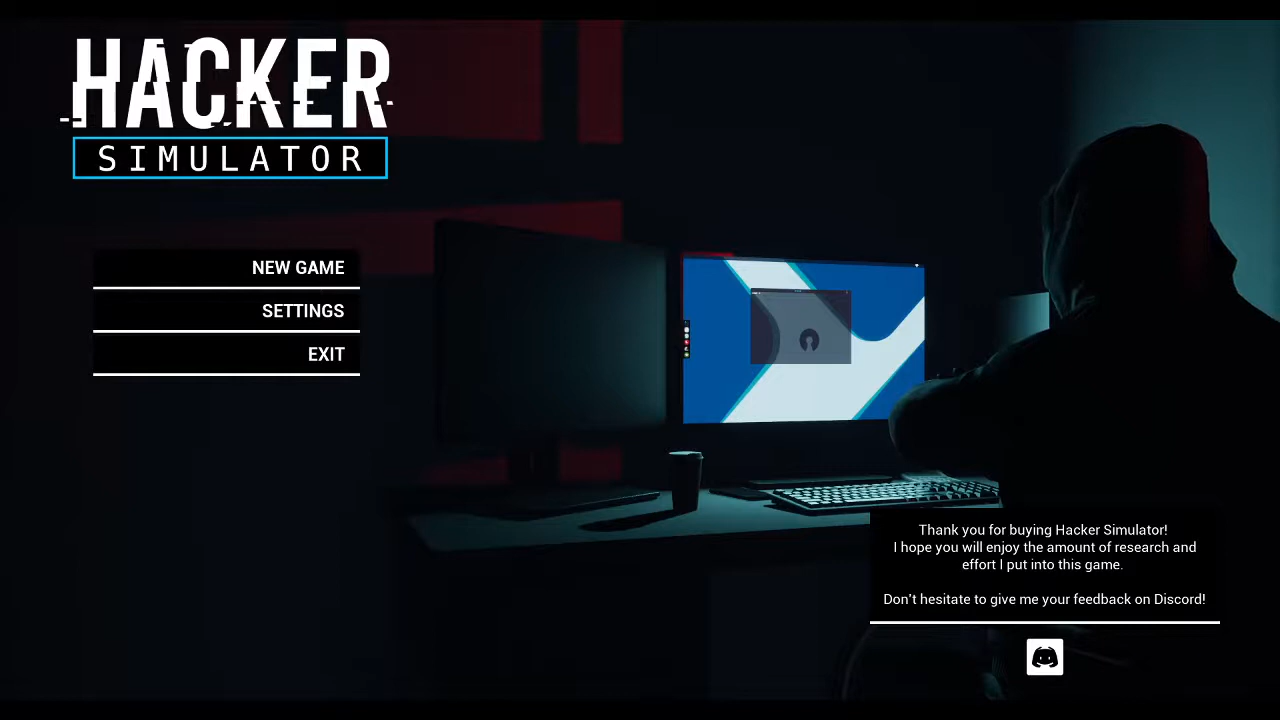 HACKER
SIMULATOR
NEW GAME
SETTINGS
EXIT
Thank you for buying Hacker Simulator!
I hope you will enjoy the amount of research and
effort I put into this game.
Don't hesitate to give me your feedback on Discord!